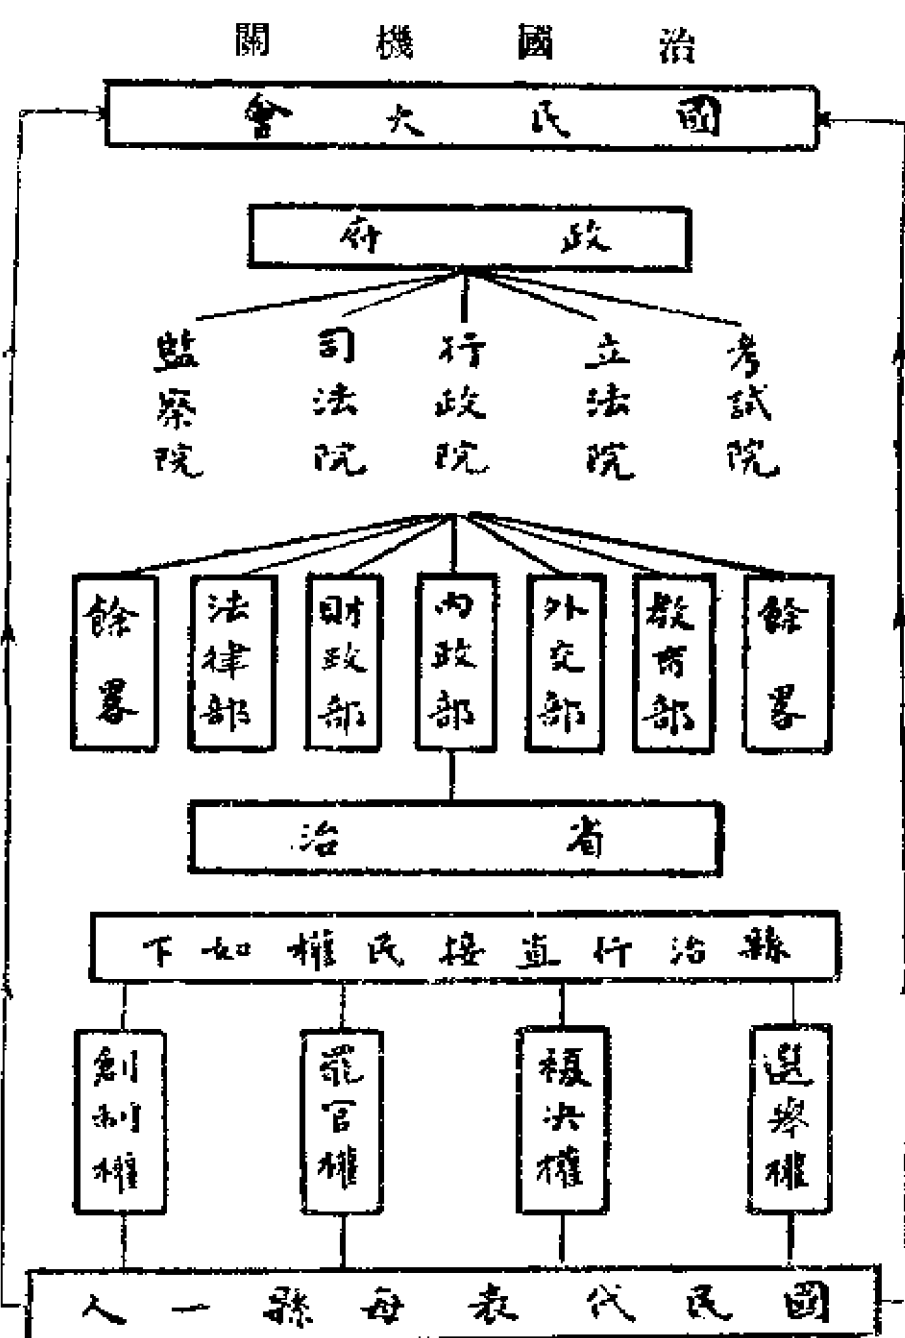 治國機關
國民大會
政府
考試院
立法院
行政院
司法院
監察院
餘畧
教育部
外交部
內政部
財政部
法律部
餘畧
省治
縣治行直接民權如下
選舉權
複決權
罷官權
創制權
國民代表每縣一人